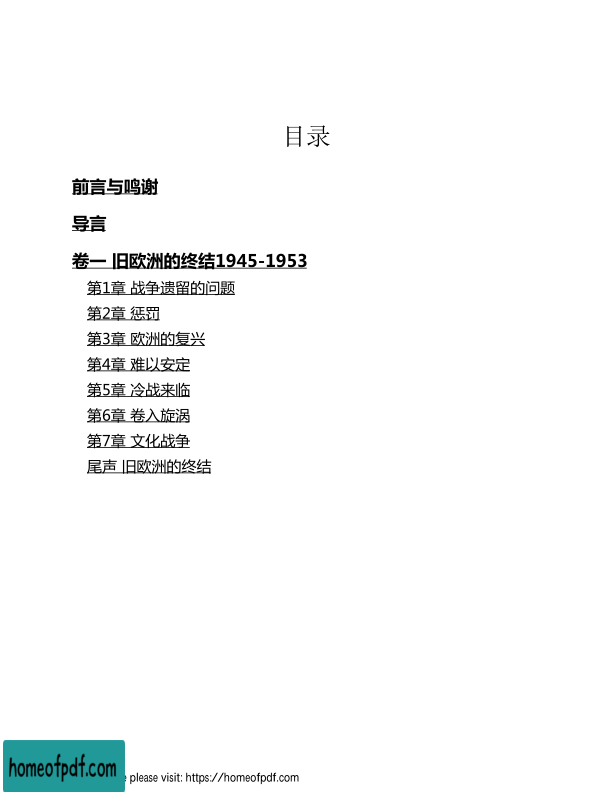 目录
前言与鸣谢
导言
卷一 旧欧洲的终结1945-1953
第1章 战争遗留的问题
第2章 惩罚
第3章 欧洲的复兴
第4章 难以安定
第5章 冷战来临
第6章 卷入旋涡
第7章 文化战争
尾声 旧欧洲的终结
homeofpdf.com
please visit: https://homeofpdf.com